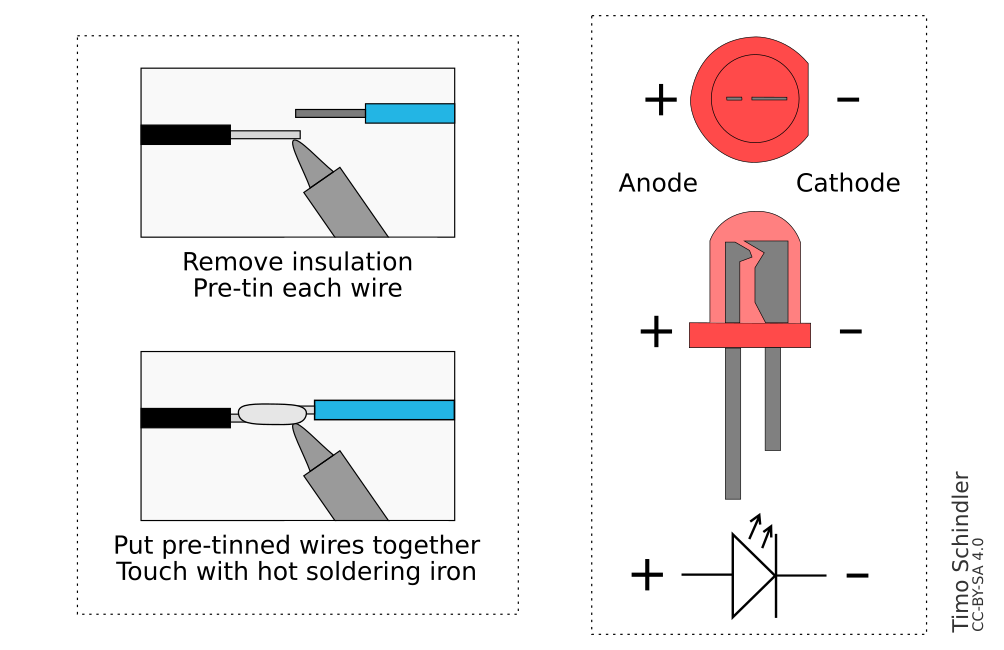 Remove insulation
Pre-tin each wire
Put pre-tinned wires together
Touch with hot soldering iron
+ −
Anode Cathode
+ −
+ −
Timo Schindler
CC-BY-SA 4.0